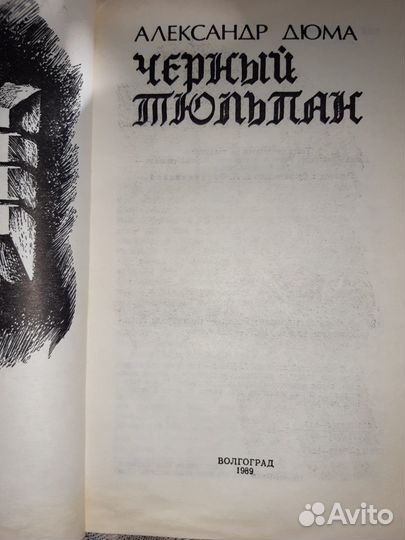 АЛЕКСАНДР ДЮМА
ЧЕРНЫЙ
ТЮЛЬПАН
ВОЛГОГРАД
1989
Avito